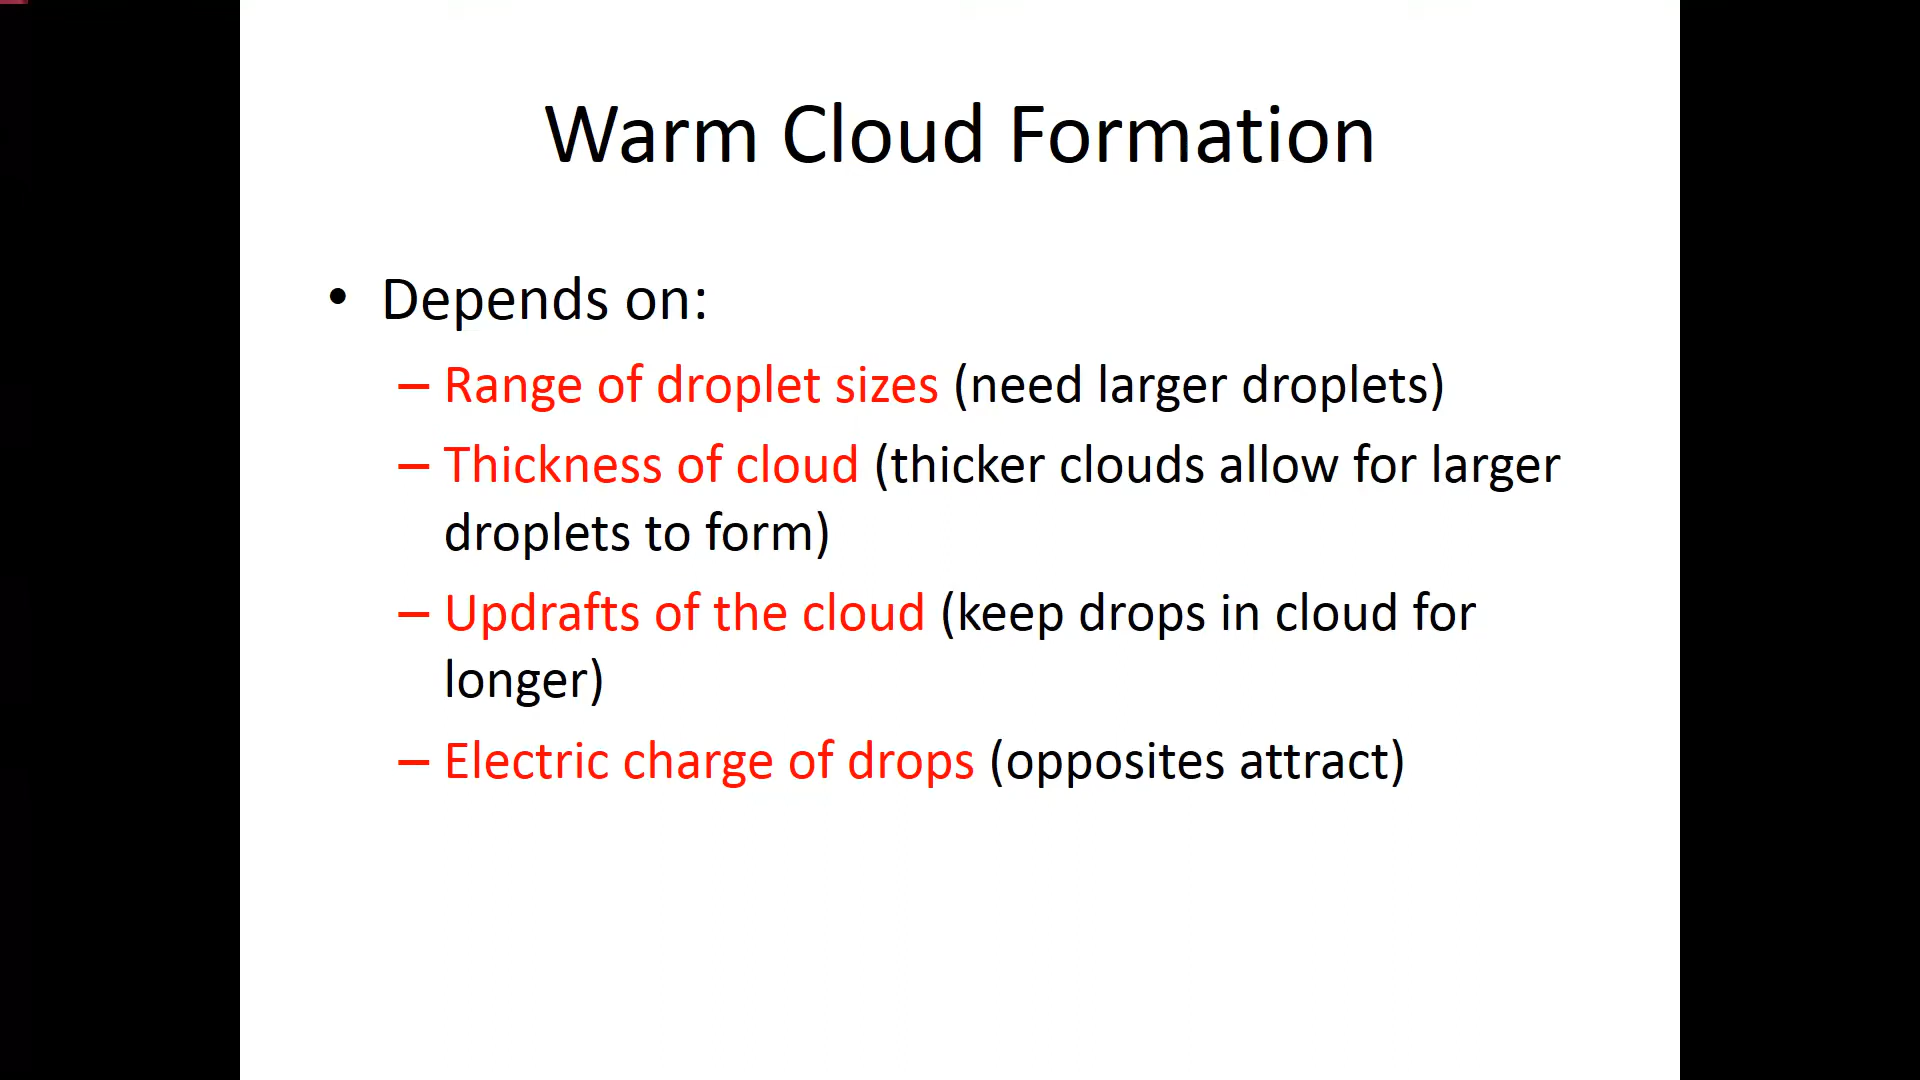 Warm Cloud Formation
• Depends on:
– Range of droplet sizes (need larger droplets)
– Thickness of cloud (thicker clouds allow for larger
droplets to form)
– Updrafts of the cloud (keep drops in cloud for
longer)
– Electric charge of drops (opposites attract)